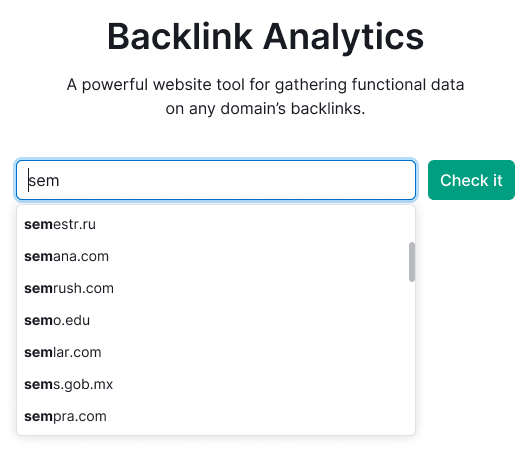 Backlink Analytics
A powerful website tool for gathering functional data
on any domain’s backlinks.
sem
Check it
semestr.ru
semana.com
semrush.com
semo.edu
semlar.com
sems.gob.mx
sempra.com